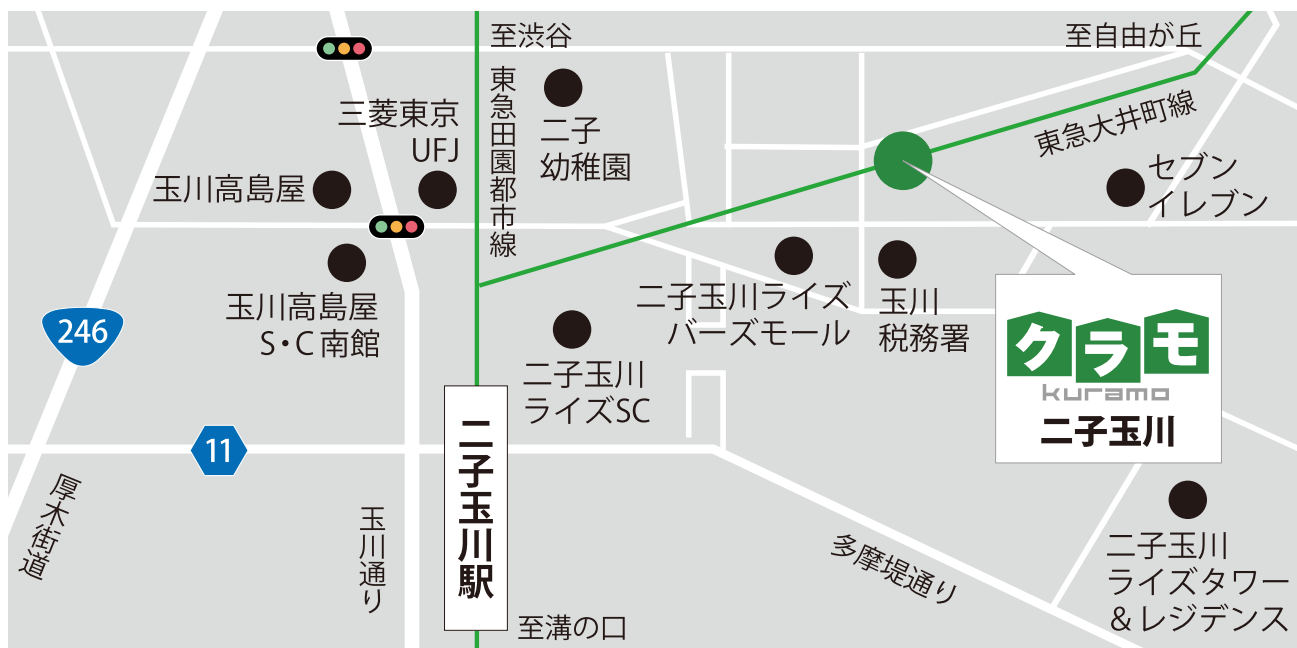 至渋谷
至自由が丘
東急田園都市線
三菱東京
UFJ
二子
幼稚園
東急大井町線
玉川高島屋
セブン
イレブン
玉川高島屋
S・C南館
二子玉川ライズ
バーズモール
玉川
税務署
246
二子玉川
ライズSC
クラモ
kuramo
二子玉川
11
二子玉川駅
厚木街道
玉川通り
多摩堤通り
二子玉川
ライズタワー
&レジデンス
至溝の口